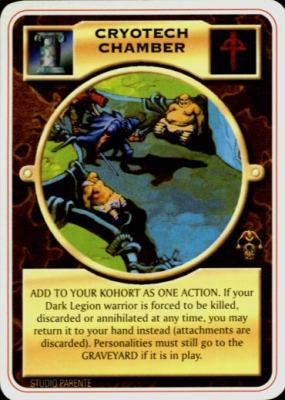 CRYOTECH
CHAMBER
ADD TO YOUR KOHORT AS ONE ACTION. If your
Dark Legion warrior is forced to be killed,
discarded or annihilated at any time, you may
return it to your hand instead (attachments are
discarded). Personalities must still go to the
GRAVEYARD if it is in play.
STUDIO PARENTE